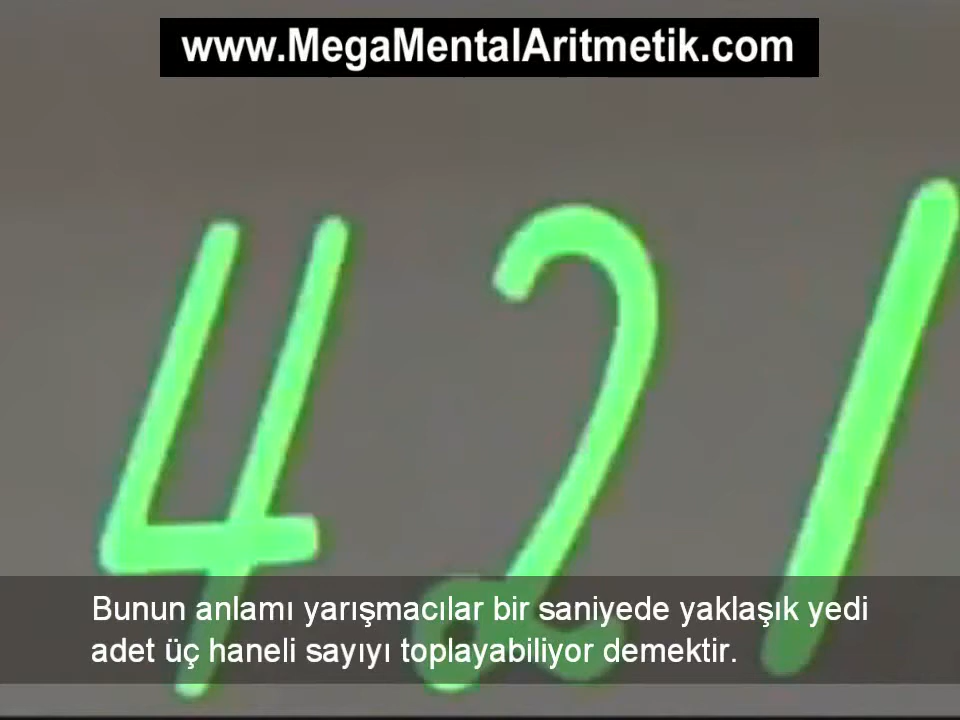 www.MegaMentalAritmetik.com
421
Bunun anlamı yarışmacılar bir saniyede yaklaşık yedi
adet üç haneli sayıyı toplayabiliyor demektir.